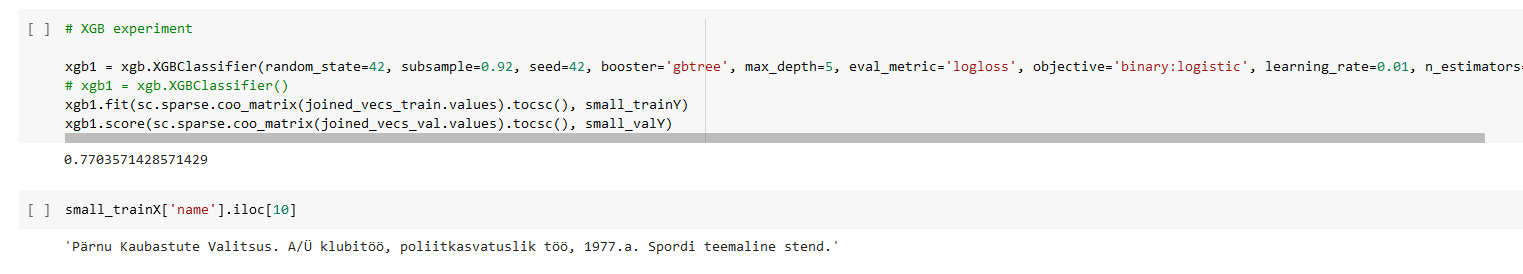 [ ] # XGB experiment
xgb1 = xgb.XGBClassifier(random_state=42, subsample=0.92, seed=42, booster='gbtree', max_depth=5, eval_metric='logloss', objective='binary:logistic', learning_rate=0.01, n_estimators=
# xgb1 = xgb.XGBClassifier()
xgb1.fit(sc.sparse.coo_matrix(joined_vecs_train.values).tocsc(), small_trainY)
xgb1.score(sc.sparse.coo_matrix(joined_vecs_val.values).tocsc(), small_valY)
0.7703571428571429
[ ] small_trainX['name'].iloc[10]
'Pärnu Kaubastute Valitsus. A/Ü klubitöö, poliitkasvatuslik töö, 1977.a. Spordi teemaline stend.'